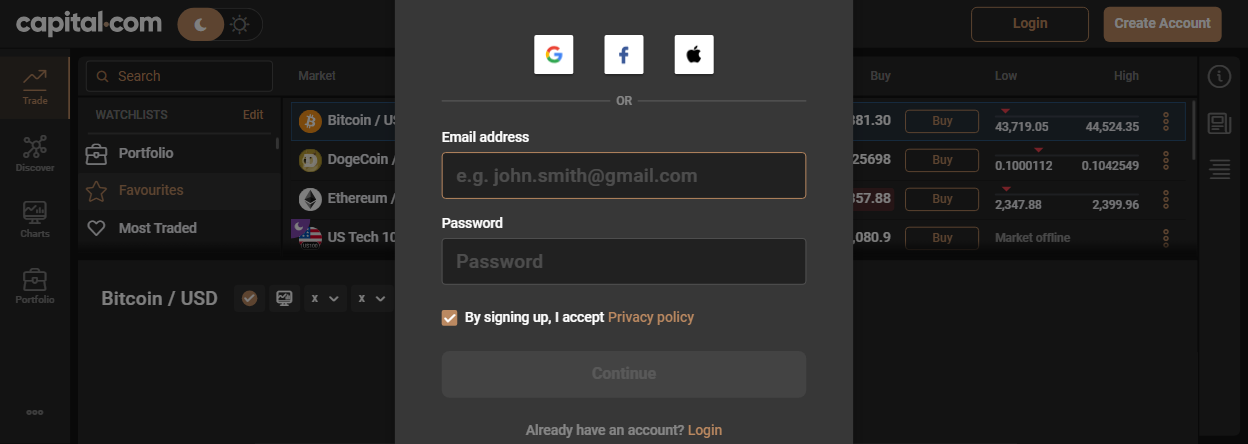 capital.com
Login
Create Account
Trade
Discover
Charts
Portfolio
Search
WATCHLISTS Edit
Portfolio
Favourites
Most Traded
Market Buy Low High
Bitcoin / U 381.30 Buy 43,719.05 44,524.35
DogeCoin / 25698 Buy 0.1000112 0.1042549
Ethereum / 357.88 Buy 2,347.88 2,399.96
US Tech 10 ,080.9 Buy Market offline
Bitcoin / USD x x
OR
Email address
e.g. john.smith@gmail.com
Password
Password
By signing up, I accept Privacy policy
Continue
Already have an account? Login